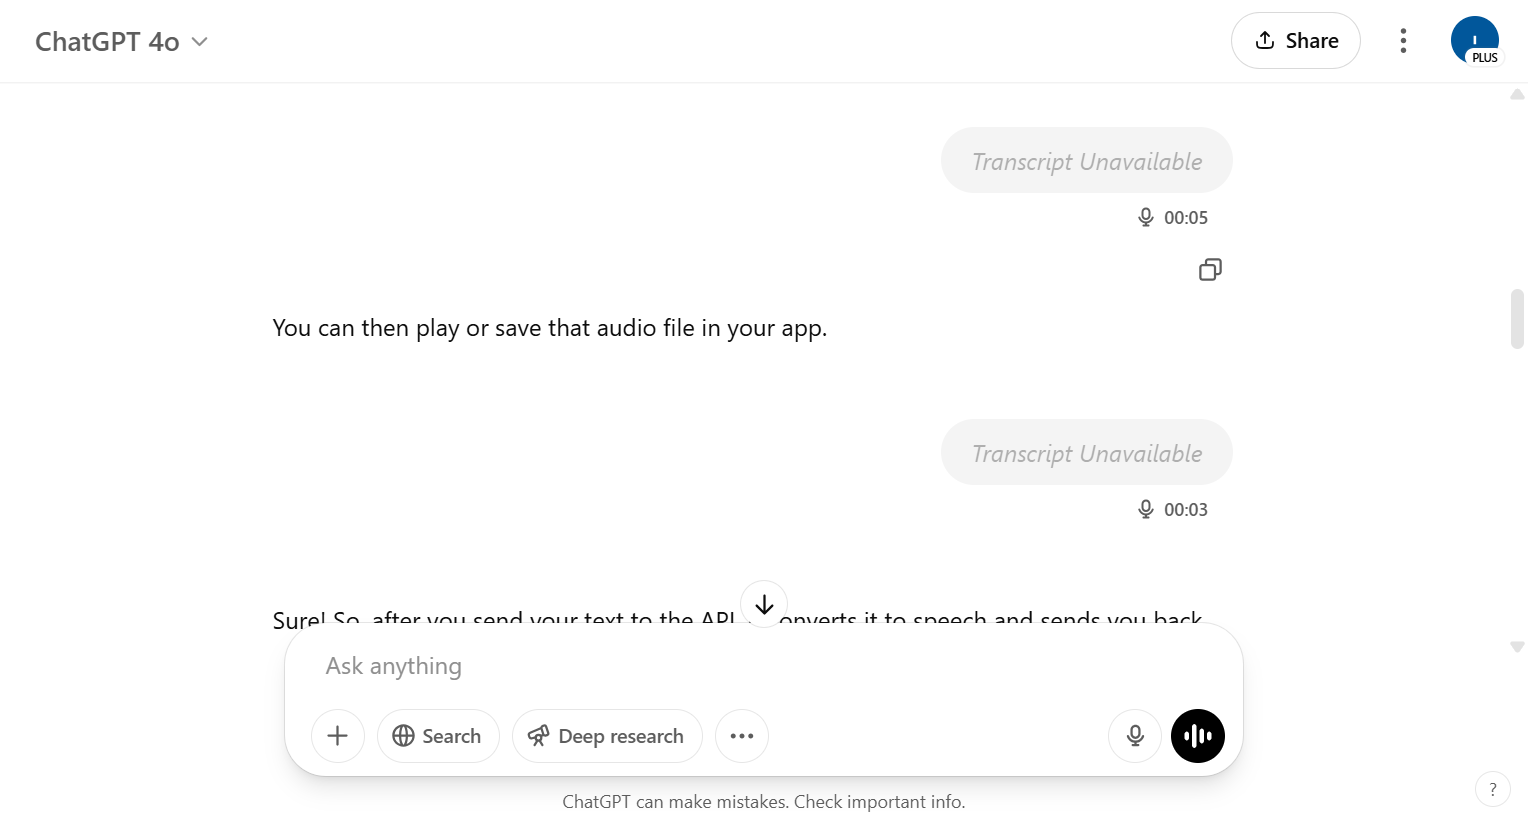 ChatGPT 4o
Share
PLUS
Transcript Unavailable
00:05
You can then play or save that audio file in your app.
Transcript Unavailable
00:03
Sure! So, after you send your text to the API, converts it to speech and sends you back
Ask anything
Search
Deep research
ChatGPT can make mistakes. Check important info.
?